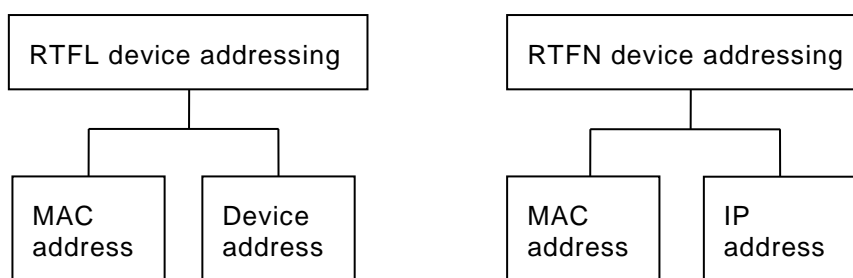 RTFL device addressing
RTFN device addressing
MAC
address
Device
address
MAC
address
IP
address